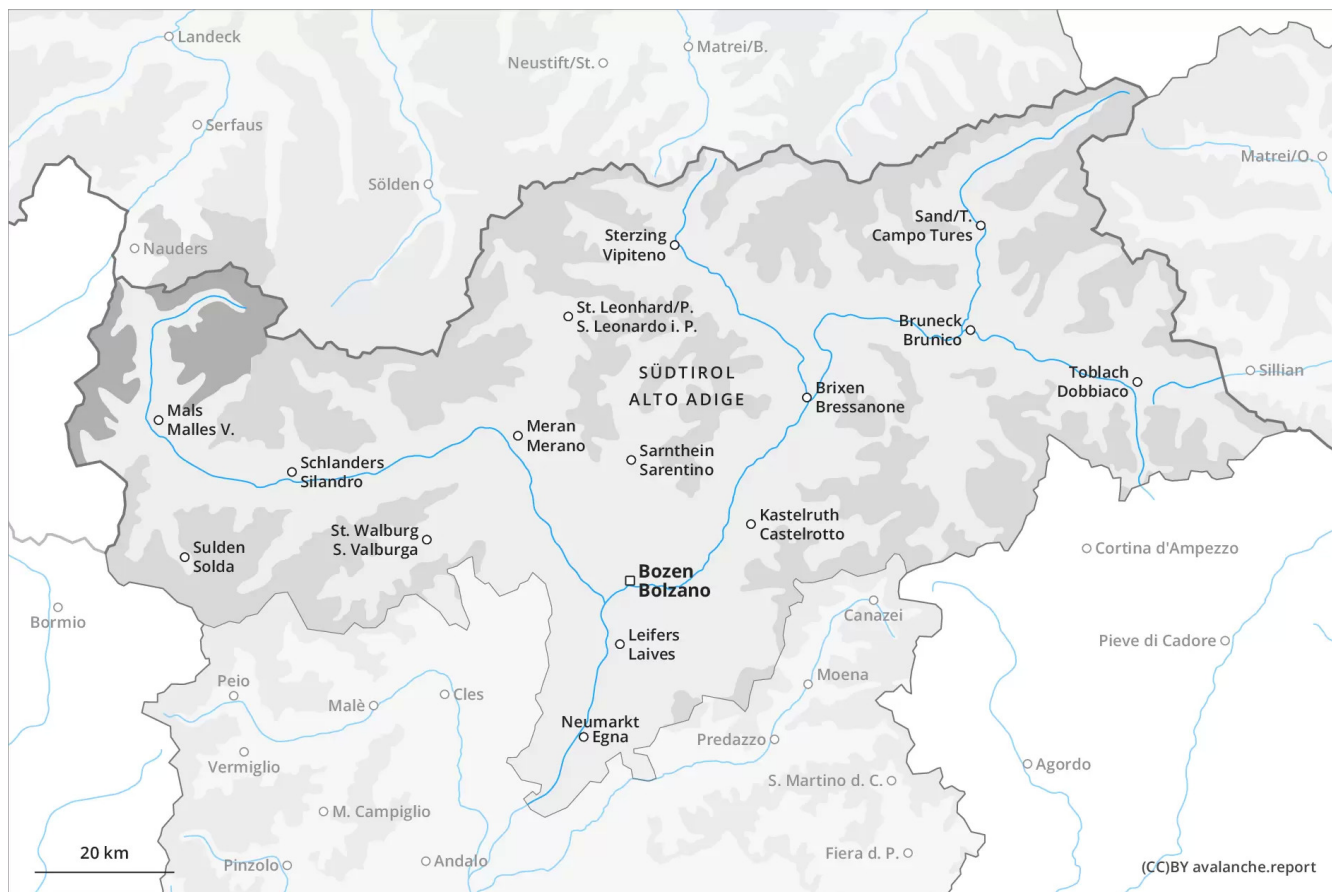 Landeck
Matrei/B.
Neustift/St.
Serfaus
Matrei/O.
Sölden
Sand/T.
Campo Tures
Sterzing
Vipiteno
Nauders
St. Leonhard/P.
S. Leonardo i. P.
Bruneck
Brunico
SÜDTIROL
ALTO ADIGE
Toblach
Dobbiaco
Sillian
Brixen
Bressanone
Mals
Malles V.
Meran
Merano
Sarnthein
Sarentino
Schlanders
Silandro
Kastelruth
Castelrotto
St. Walburg
S. Valburga
Sulden
Solda
Cortina d'Ampezzo
Bozen
Bolzano
Bormio
Canazei
Leifers
Laives
Pieve di Cadore
Peio
Moena
Malè
Cles
Neumarkt
Egna
Predazzo
Vermiglio
Agordo
S. Martino d. C.
M. Campiglio
20 km
Pinzolo
Andalo
Fiera d. P.
(CC)BY avalanche.report